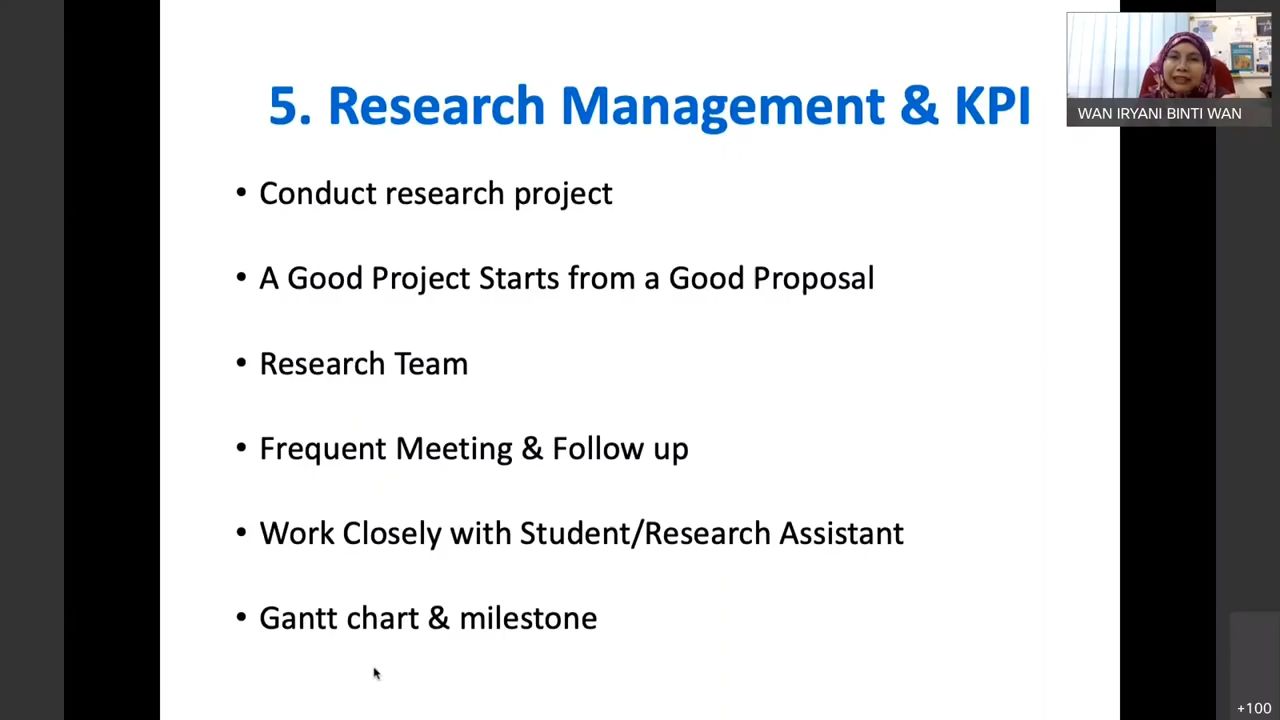 5. Research Management & KPI
WAN IRYANI BINTI WAN
• Conduct research project
• A Good Project Starts from a Good Proposal
• Research Team
• Frequent Meeting & Follow up
• Work Closely with Student/Research Assistant
• Gantt chart & milestone
+100